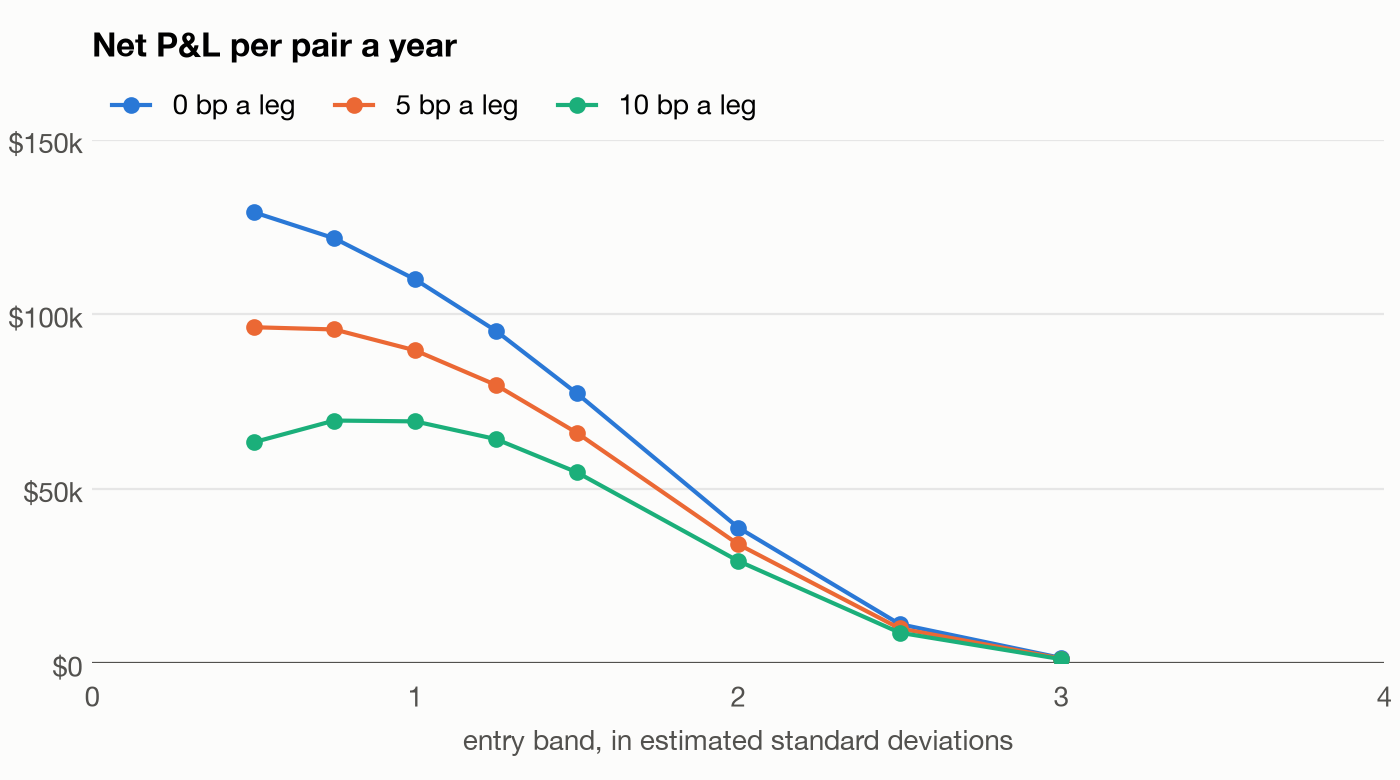 Net P&L per pair a year
0 bp a leg 5 bp a leg 10 bp a leg
$150k
$100k
$50k
$0
0 1 2 3 4
entry band, in estimated standard deviations